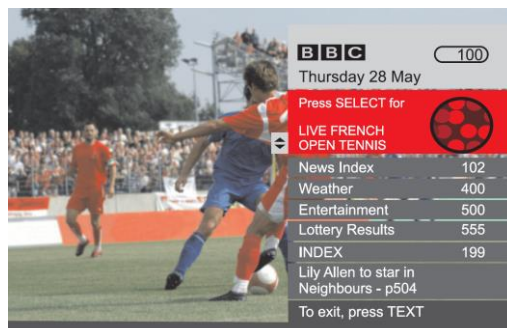 BBC 100
Thursday 28 May
Press SELECT for
LIVE FRENCH
OPEN TENNIS
News Index 102
Weather 400
Entertainment 500
Lottery Results 555
INDEX 199
Lily Allen to star in
Neighbours - p504
To exit, press TEXT